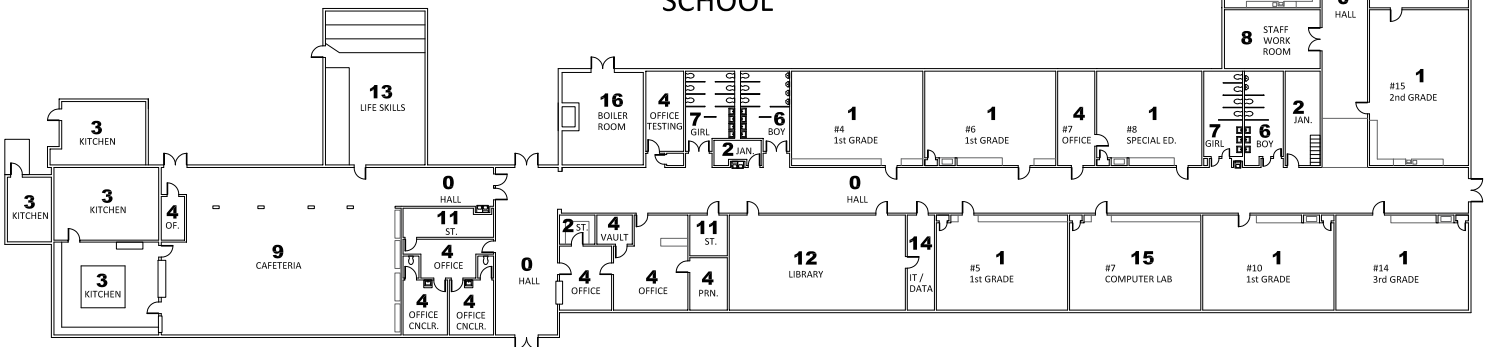 SCHOOL
0
HALL
8
STAFF
WORK
ROOM
1
#15
2nd GRADE
13
LIFE SKILLS
16
BOILER
ROOM
4
OFFICE
TESTING
7
GIRL
6
BOY
2 JAN.
1
#4
1st GRADE
1
#6
1st GRADE
4
#7
OFFICE
1
#8
SPECIAL ED.
7
GIRL
6
BOY
2
JAN.
3
KITCHEN
3
KITCHEN
3
KITCHEN
4
OF.
0
HALL
0
HALL
9
CAFETERIA
11
ST.
4
OFFICE
4
OFFICE
CNCLR.
4
OFFICE
CNCLR.
3
KITCHEN
0
HALL
2 ST.
4
VAULT
4
OFFICE
4
OFFICE
11
ST.
4
PRN.
12
LIBRARY
14
IT /
DATA
1
#5
1st GRADE
15
#7
COMPUTER LAB
1
#10
1st GRADE
1
#14
3rd GRADE